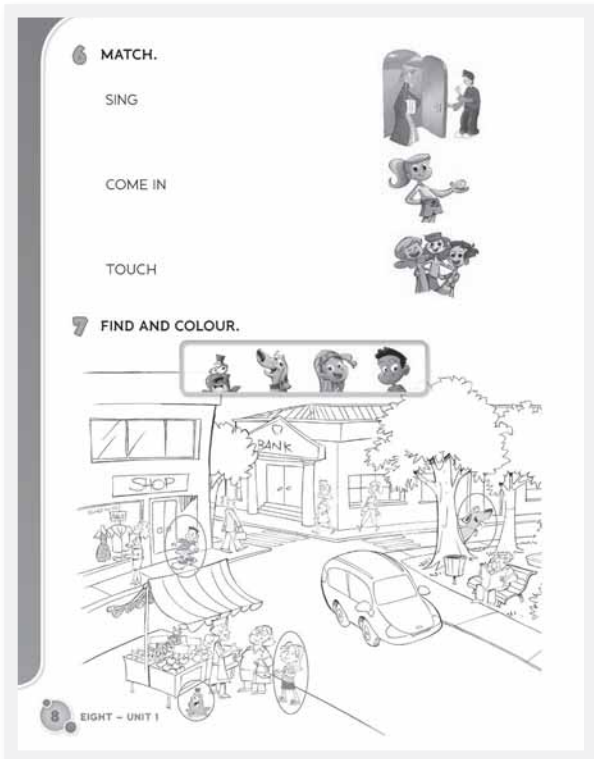 6 MATCH.
SING
COME IN
TOUCH
7 FIND AND COLOUR.
BANK
SHOP
8 EIGHT – UNIT 1